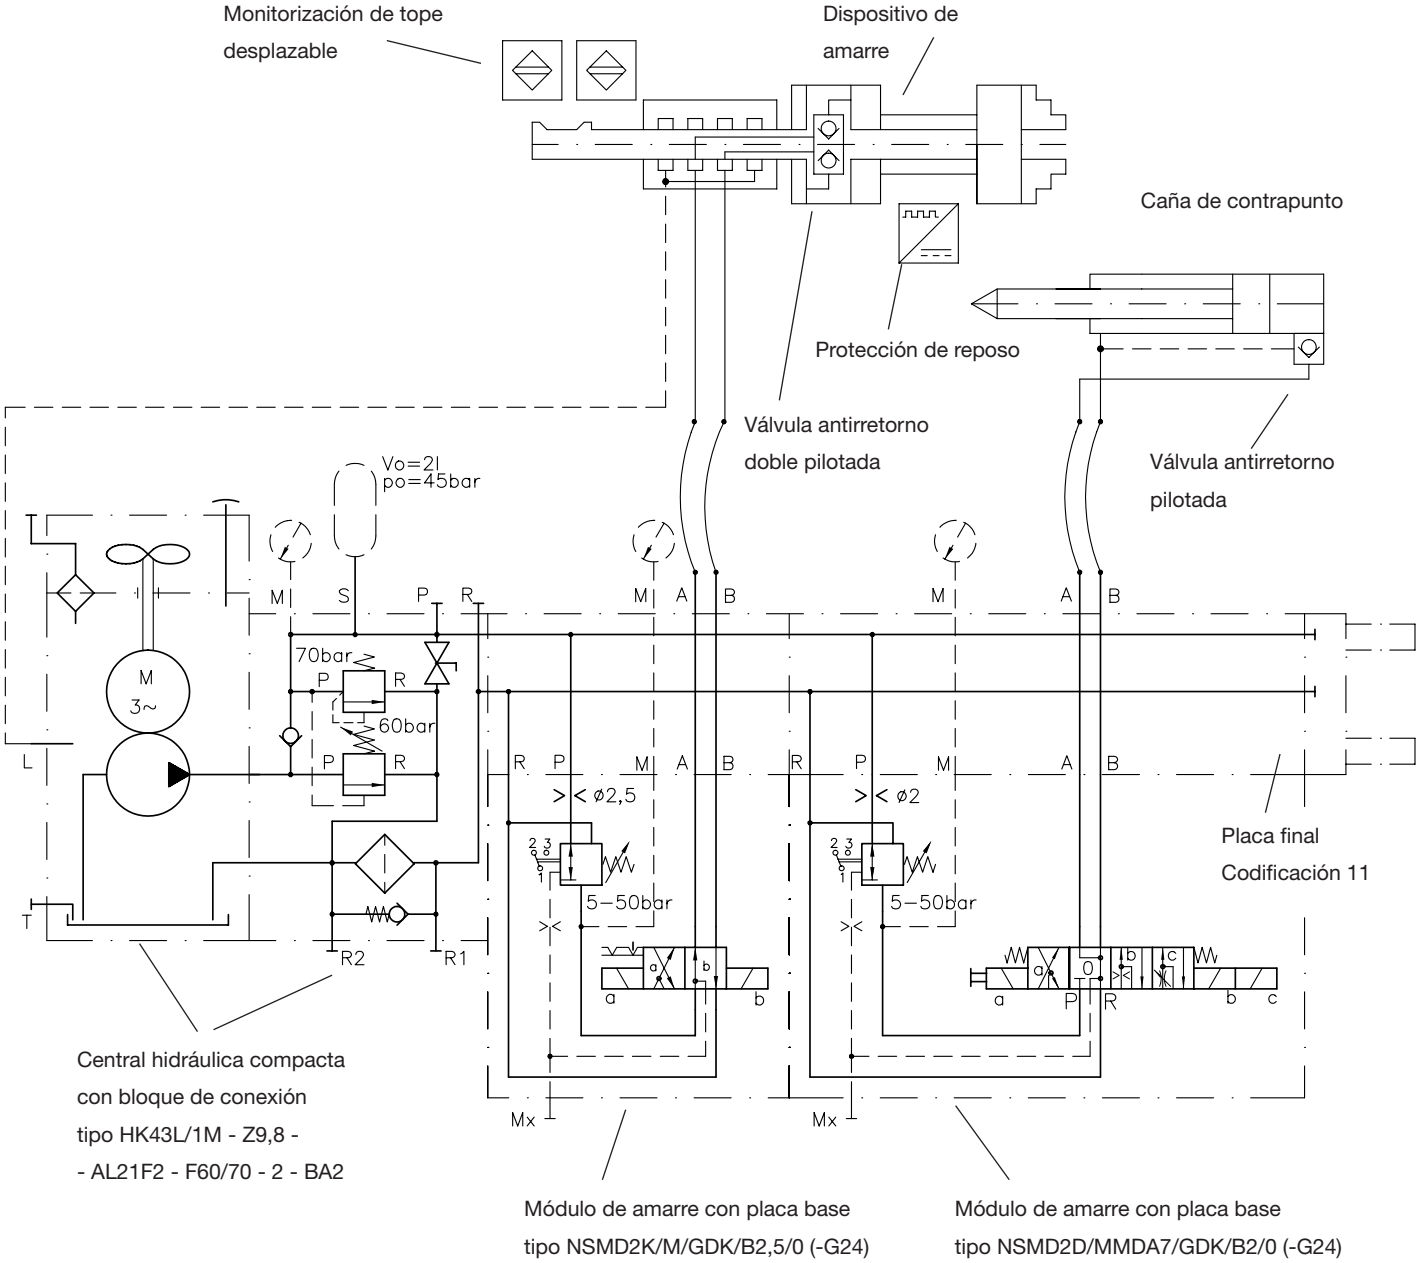 Monitorización de tope
desplazable
Dispositivo de
amarre
Caña de contrapunto
Protección de reposo
Válvula antirretorno
doble pilotada
Válvula antirretorno
pilotada
Vo=2l
po=45bar
M S P R M A B M A B
70bar
P R
M
3~
60bar
P R
L
R P M A B R P M A B
ø2,5
ø2
Placa final
Codificación 11
2 3
1
2 3
1
5-50bar
5-50bar
T
R2
R1
a b
a 0 b c
a b
a P R b c
Central hidráulica compacta
con bloque de conexión
tipo HK43L/1M - Z9,8 -
- AL21F2 - F60/70 - 2 - BA2
Mx
Mx
Módulo de amarre con placa base
tipo NSMD2K/M/GDK/B2,5/0 (-G24)
Módulo de amarre con placa base
tipo NSMD2D/MMDA7/GDK/B2/0 (-G24)